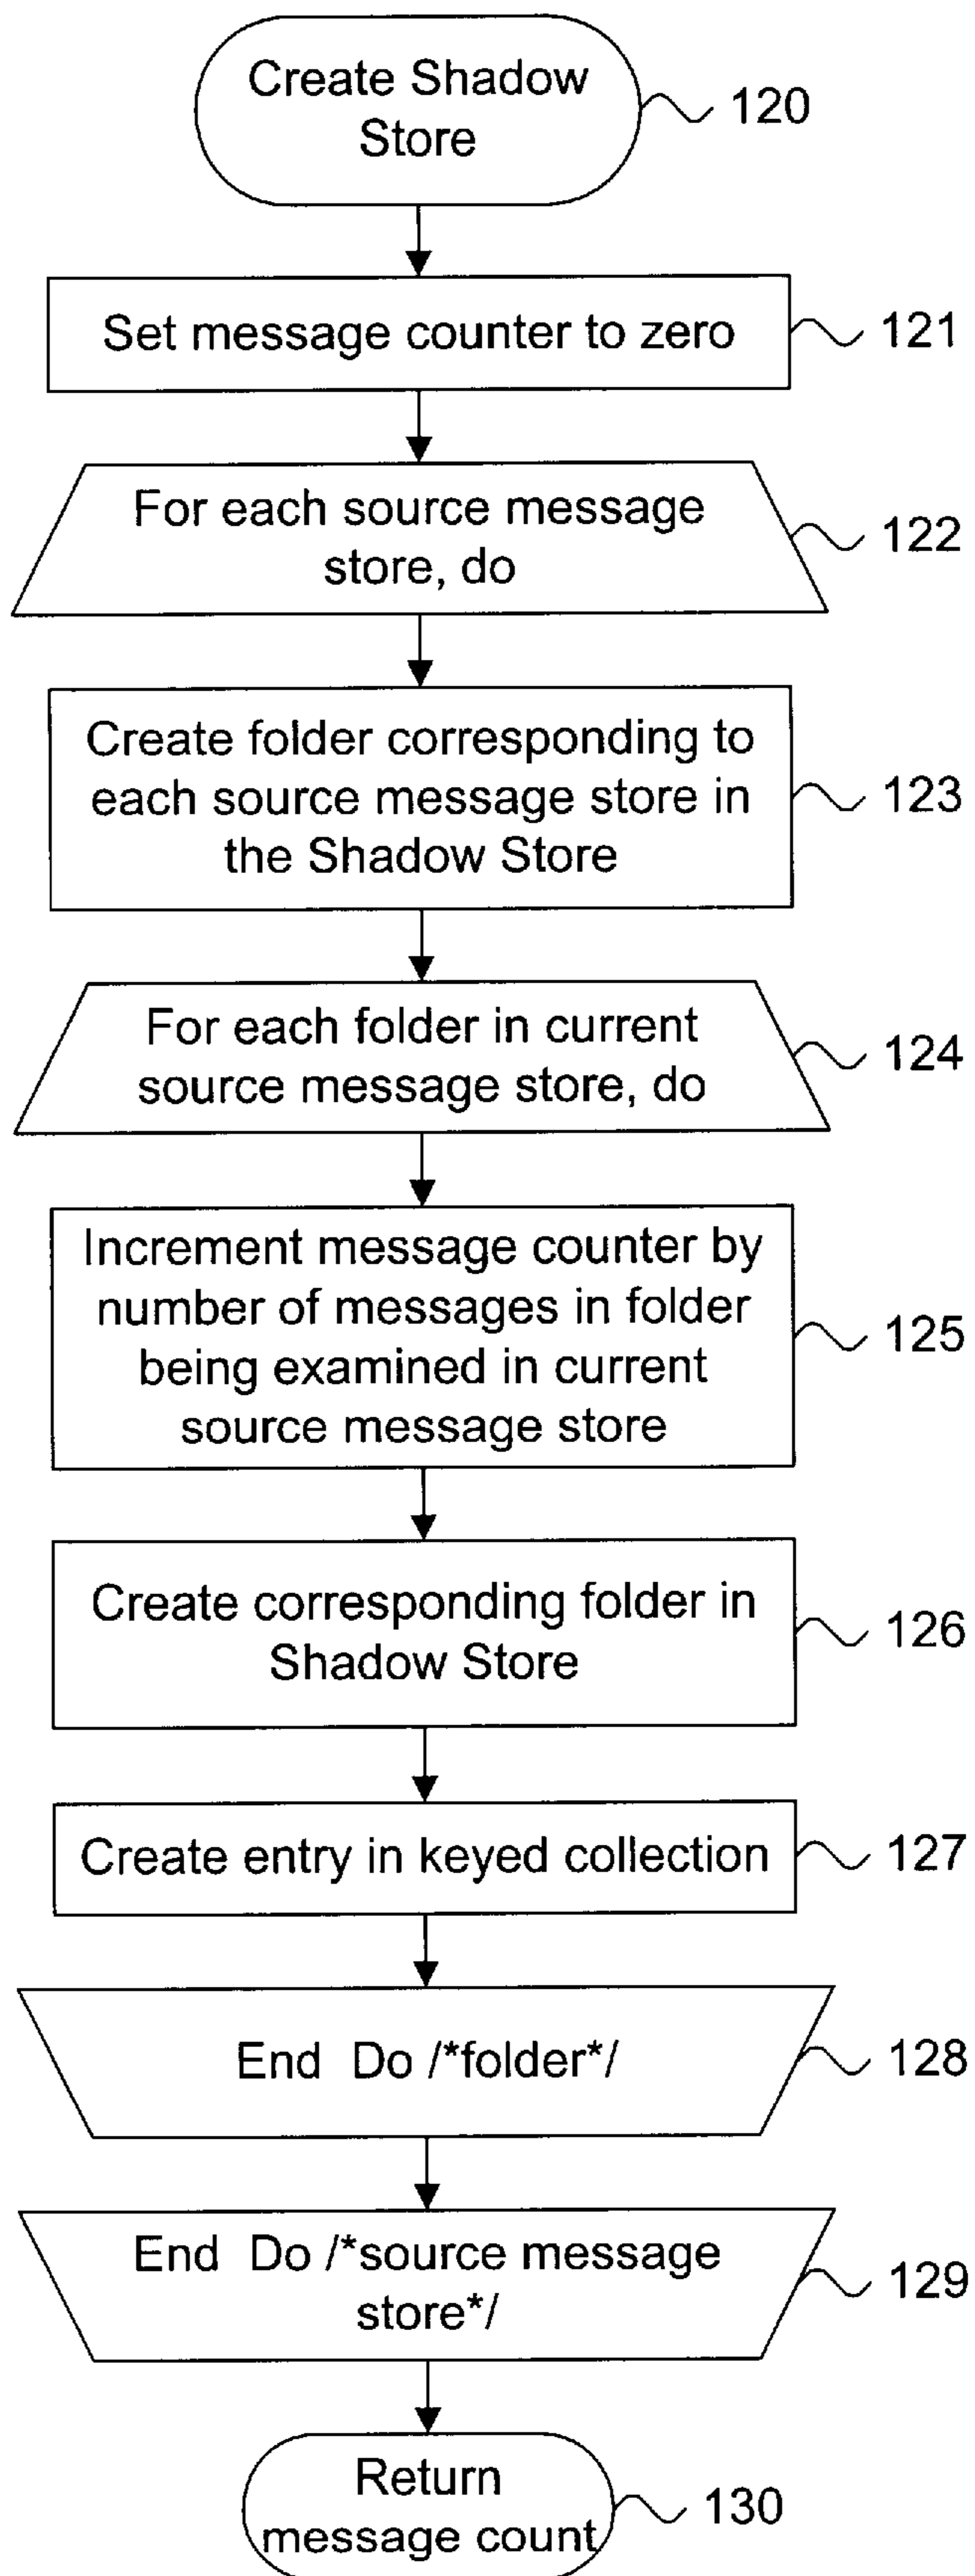 Create Shadow
Store
120
Set message counter to zero
121
For each source message
store, do
122
Create folder corresponding to
each source message store in
the Shadow Store
123
For each folder in current
source message store, do
124
Increment message counter by
number of messages in folder
being examined in current
source message store
125
Create corresponding folder in
Shadow Store
126
Create entry in keyed collection
127
End Do /*folder*/
128
End Do /*source message
store*/
129
Return
message count
130